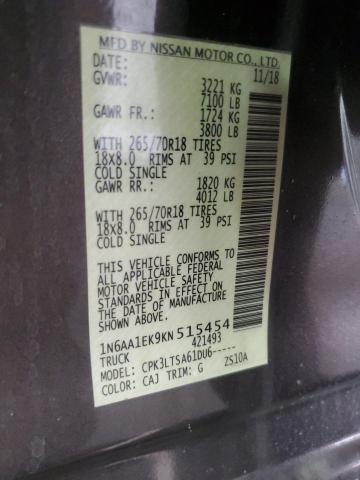 MFD BY NISSAN MOTOR CO., LTD.
DATE: 11/18
GVWR: 3221 KG
7100 LB
GAWR FR.: 1724 KG
3800 LB
WITH 265/70R18 TIRES
18X8.0 RIMS AT 39 PSI
COLD SINGLE
GAWR RR.: 1820 KG
4012 LB
WITH 265/70R18 TIRES
18X8.0 RIMS AT 39 PSI
COLD SINGLE
THIS VEHICLE CONFORMS TO
ALL APPLICABLE FEDERAL
MOTOR VEHICLE SAFETY
STANDARDS IN EFFECT ON
THE DATE OF MANUFACTURE
SHOWN ABOVE.
1N6AA1EK9KN515454
TRUCK 421493
MODEL: CPK3LTSA61DU6-----
COLOR: CAJ TRIM: G ZS10A